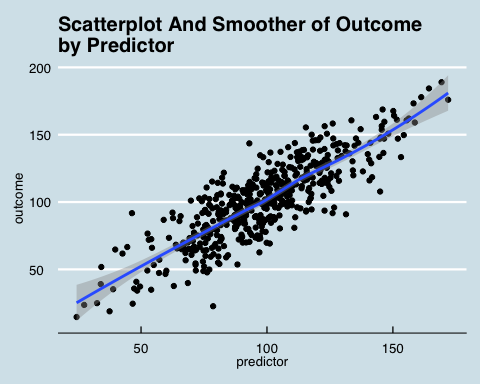 Scatterplot And Smoother of Outcome
by Predictor
200
150
100
50
outcome
50 100 150
predictor